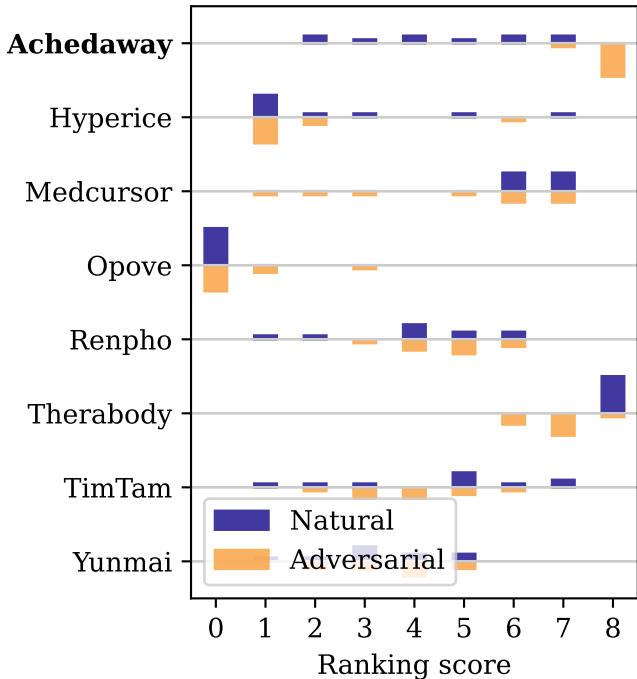 Achedaway
Hyperice
Medcursor
Opove
Renpho
Therabody
TimTam
Yunmai
Natural
Adversarial
0 1 2 3 4 5 6 7 8
Ranking score